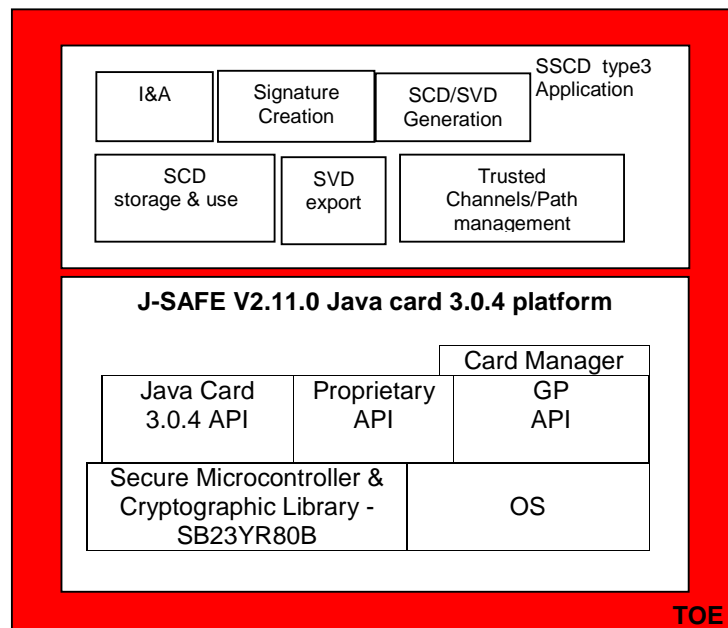 SSCD type3
Application
I&A
Signature
Creation
SCD/SVD
Generation
SCD
storage & use
SVD
export
Trusted
Channels/Path
management
J-SAFE V2.11.0 Java card 3.0.4 platform
Card Manager
Java Card
3.0.4 API
Proprietary
API
GP
API
Secure Microcontroller &
Cryptographic Library -
SB23YR80B
OS
TOE